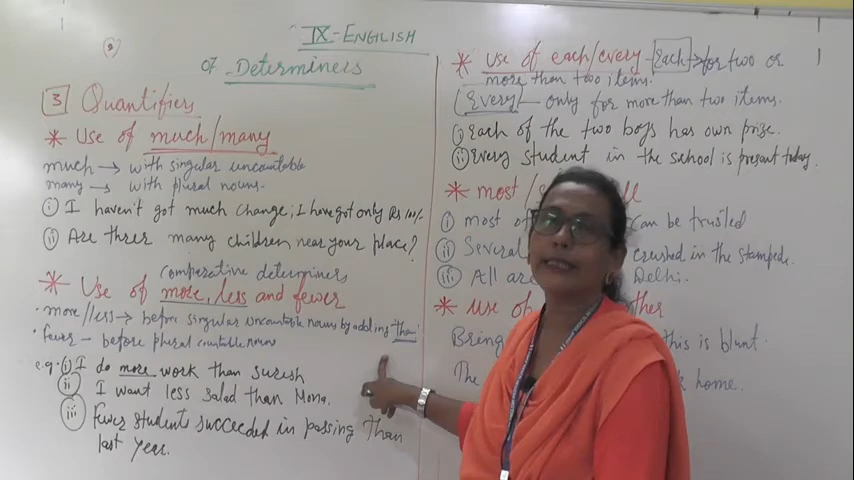 IX - ENGLISH
of Determiners
3 Quantifiers
* Use of much/many
much → with singular uncountable
many → with plural nouns.
(i) I haven't got much change; I have got only Rs 100/-
(ii) Are threr many children near your place?
comparative determiners
* Use of more, less and fewer
• more/less → before singular uncountable nouns by adding "than"
• fewer - before plural countable nouns
e.g. (i) I do more work than suresh
(ii) I want less salad than Mona.
(iii) Fewer students succeeded in passing than
last year.
* Use of each/every - Each → for two or
more than two items.
Every - only for more than two items.
(i) Each of the two boys has own prize.
(ii) Every student in the school is present today.
* most/
(i) most can be trusted
(ii) Several crushed in the stampede.
(iii) All are Delhi.
* use of
Bring this is blunt.
The home.